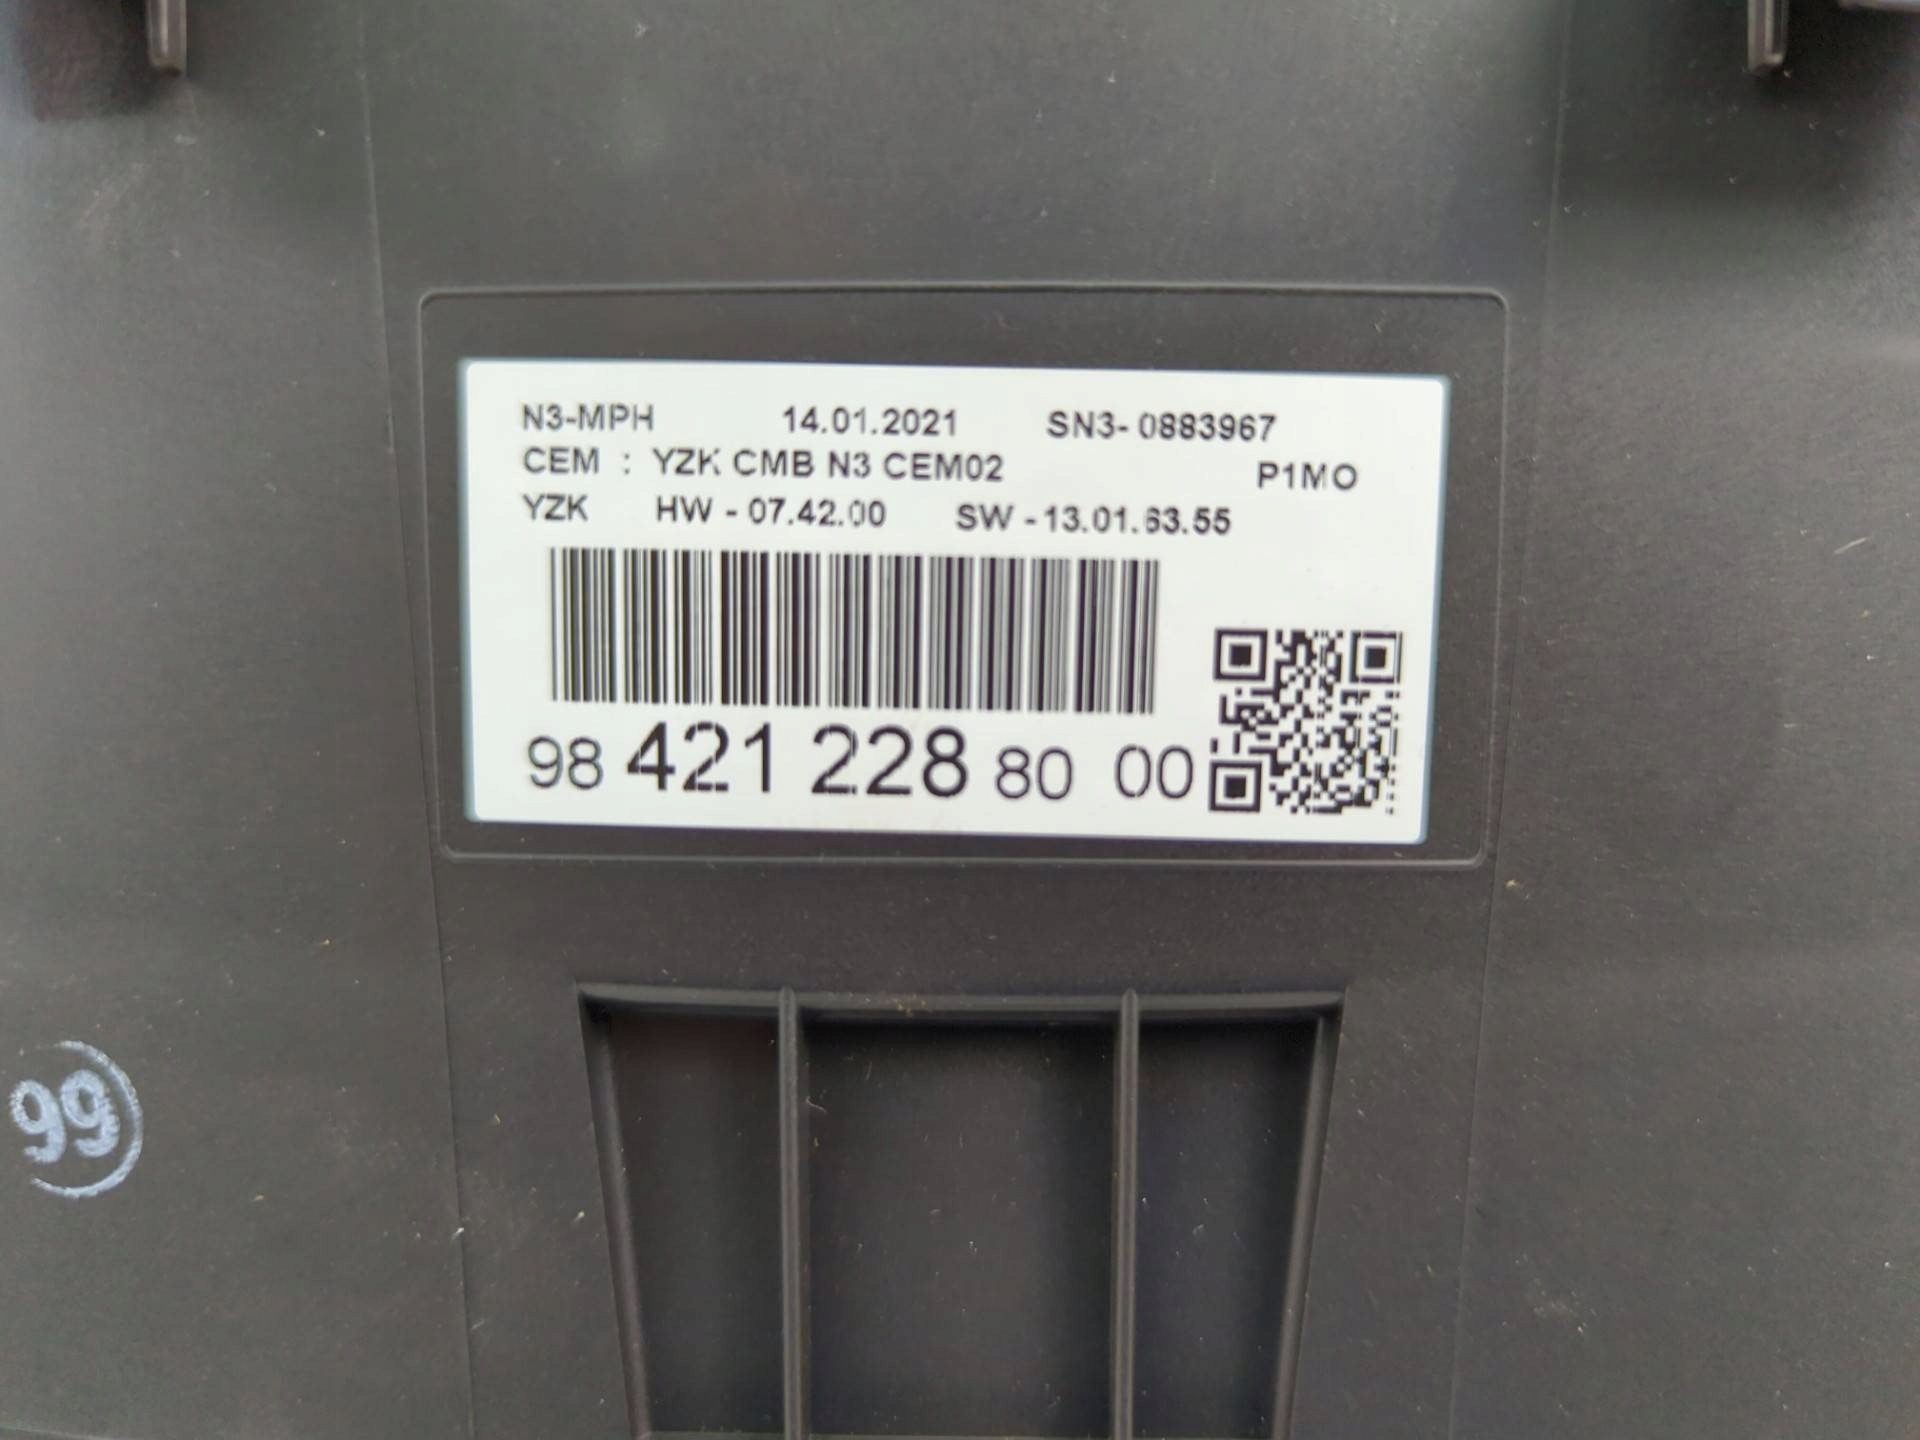 N3-MPH 14.01.2021 SN3- 0883967
CEM : YZK CMB N3 CEM02 P1MO
YZK HW - 07.42.00 SW -13.01.63.55
98 421 228 80 00
99